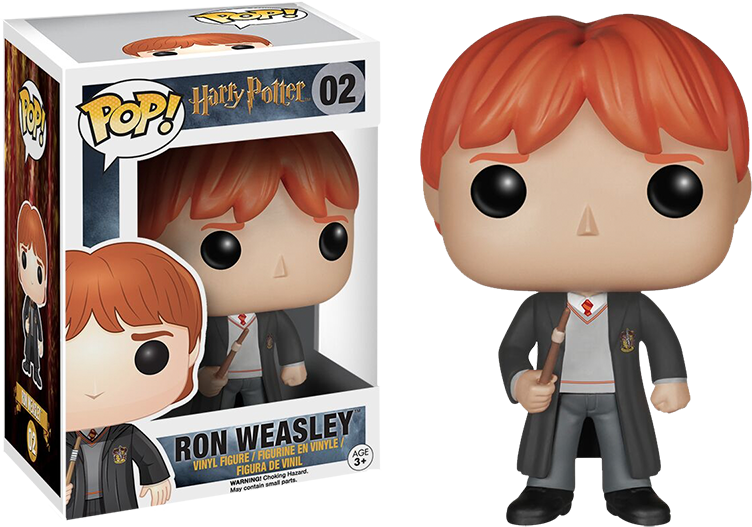 POP!
Harry Potter
02
POP!
RON WEASLEY
VINYL FIGURE / FIGURINE EN VINYLE /
FIGURA DE VINIL
WARNING! Choking Hazard.
May contain small parts.
AGE
3+
02